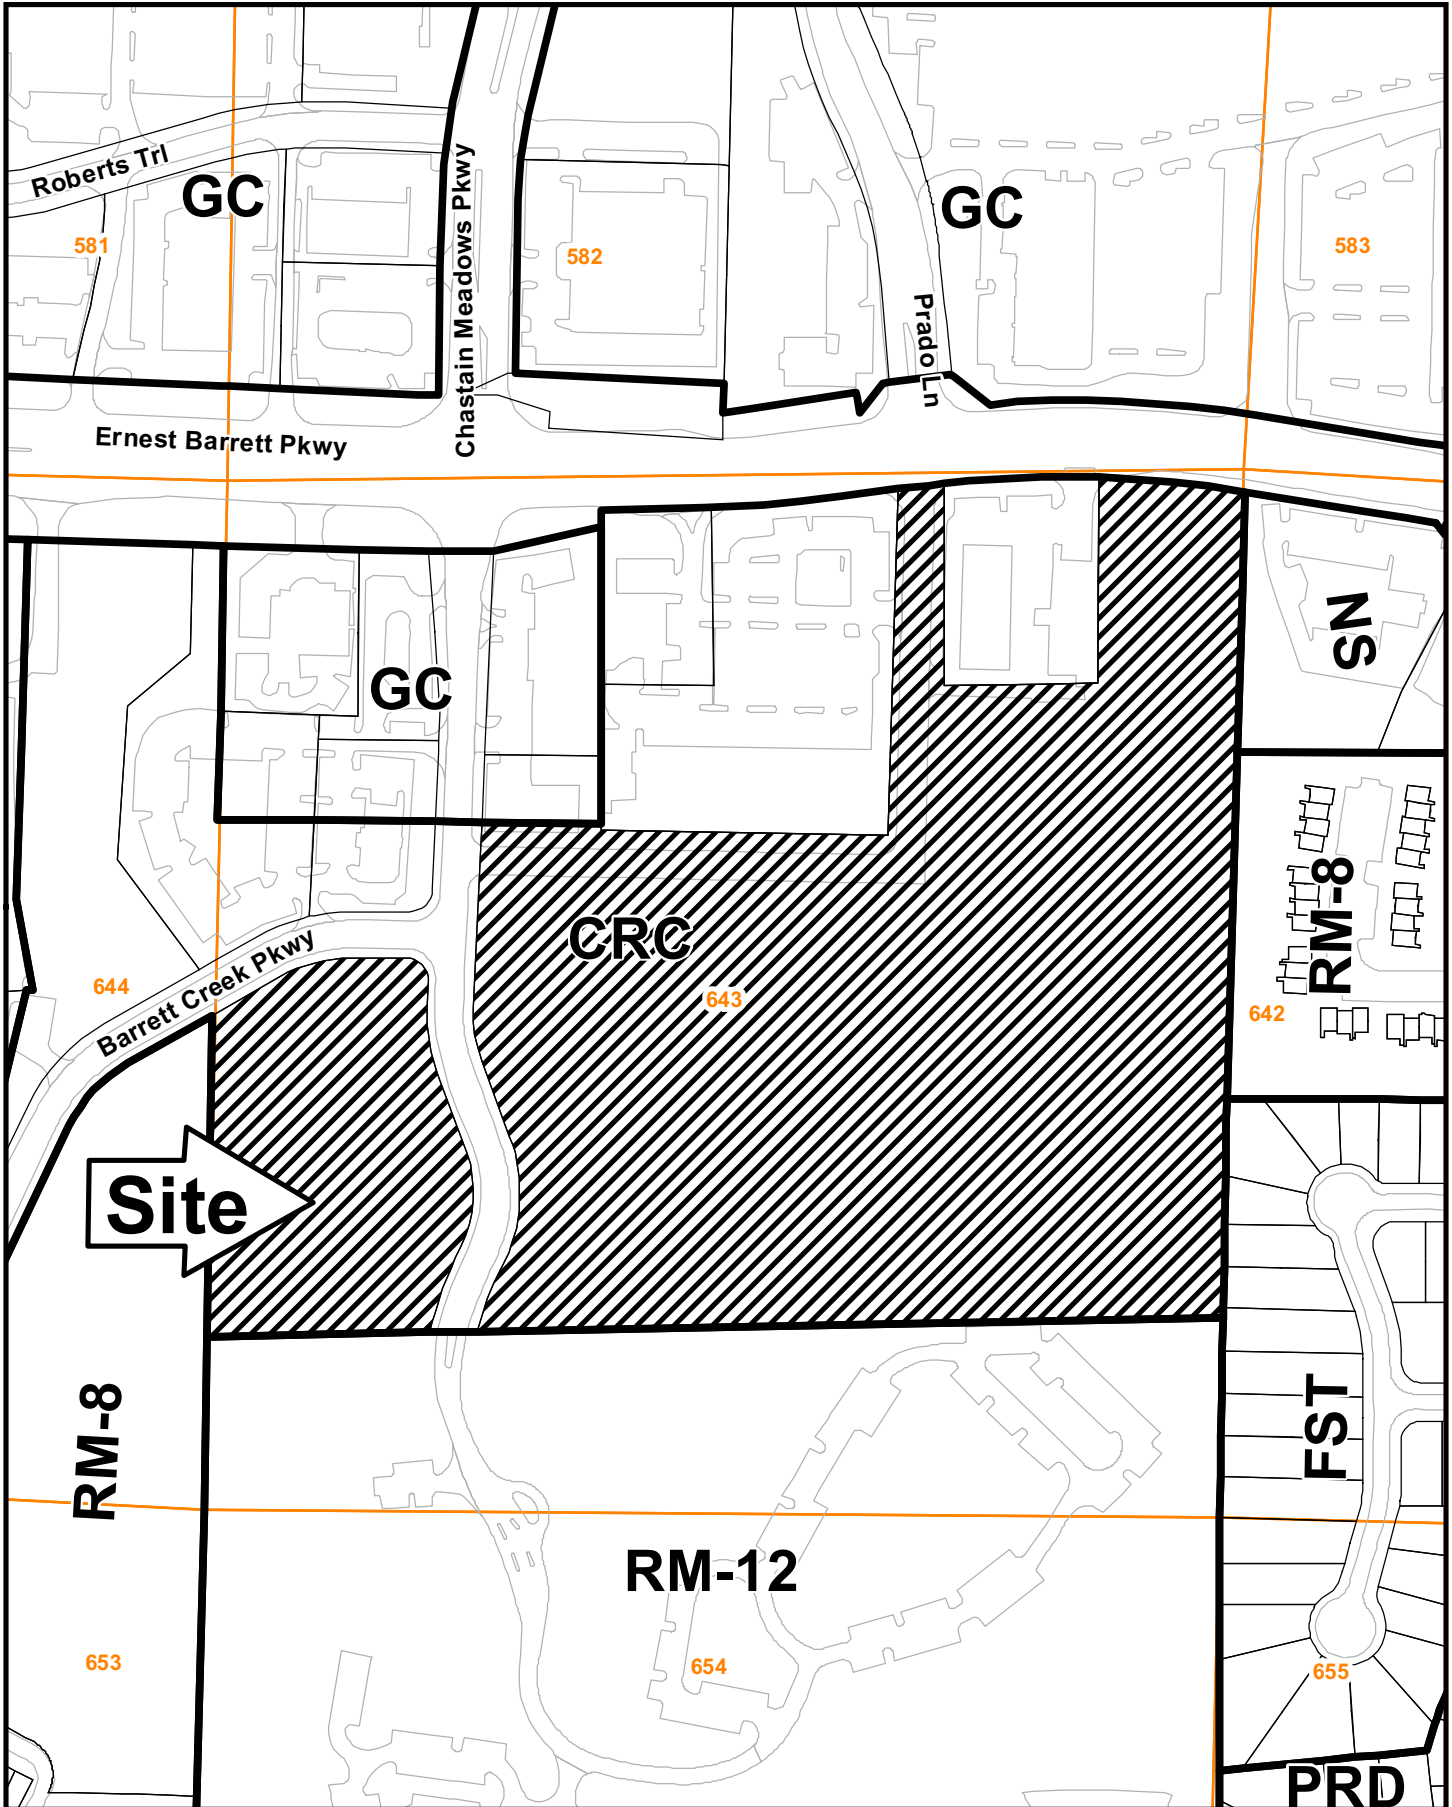 Roberts Trl
GC
GC
581
582
583
Chastain Meadows Pkwy
Prado Ln
Ernest Barrett Pkwy
NS
GC
RM-8
CRC
644
643
642
Barrett Creek Pkwy
Site
RM-8
FST
RM-12
653
654
655
PRD